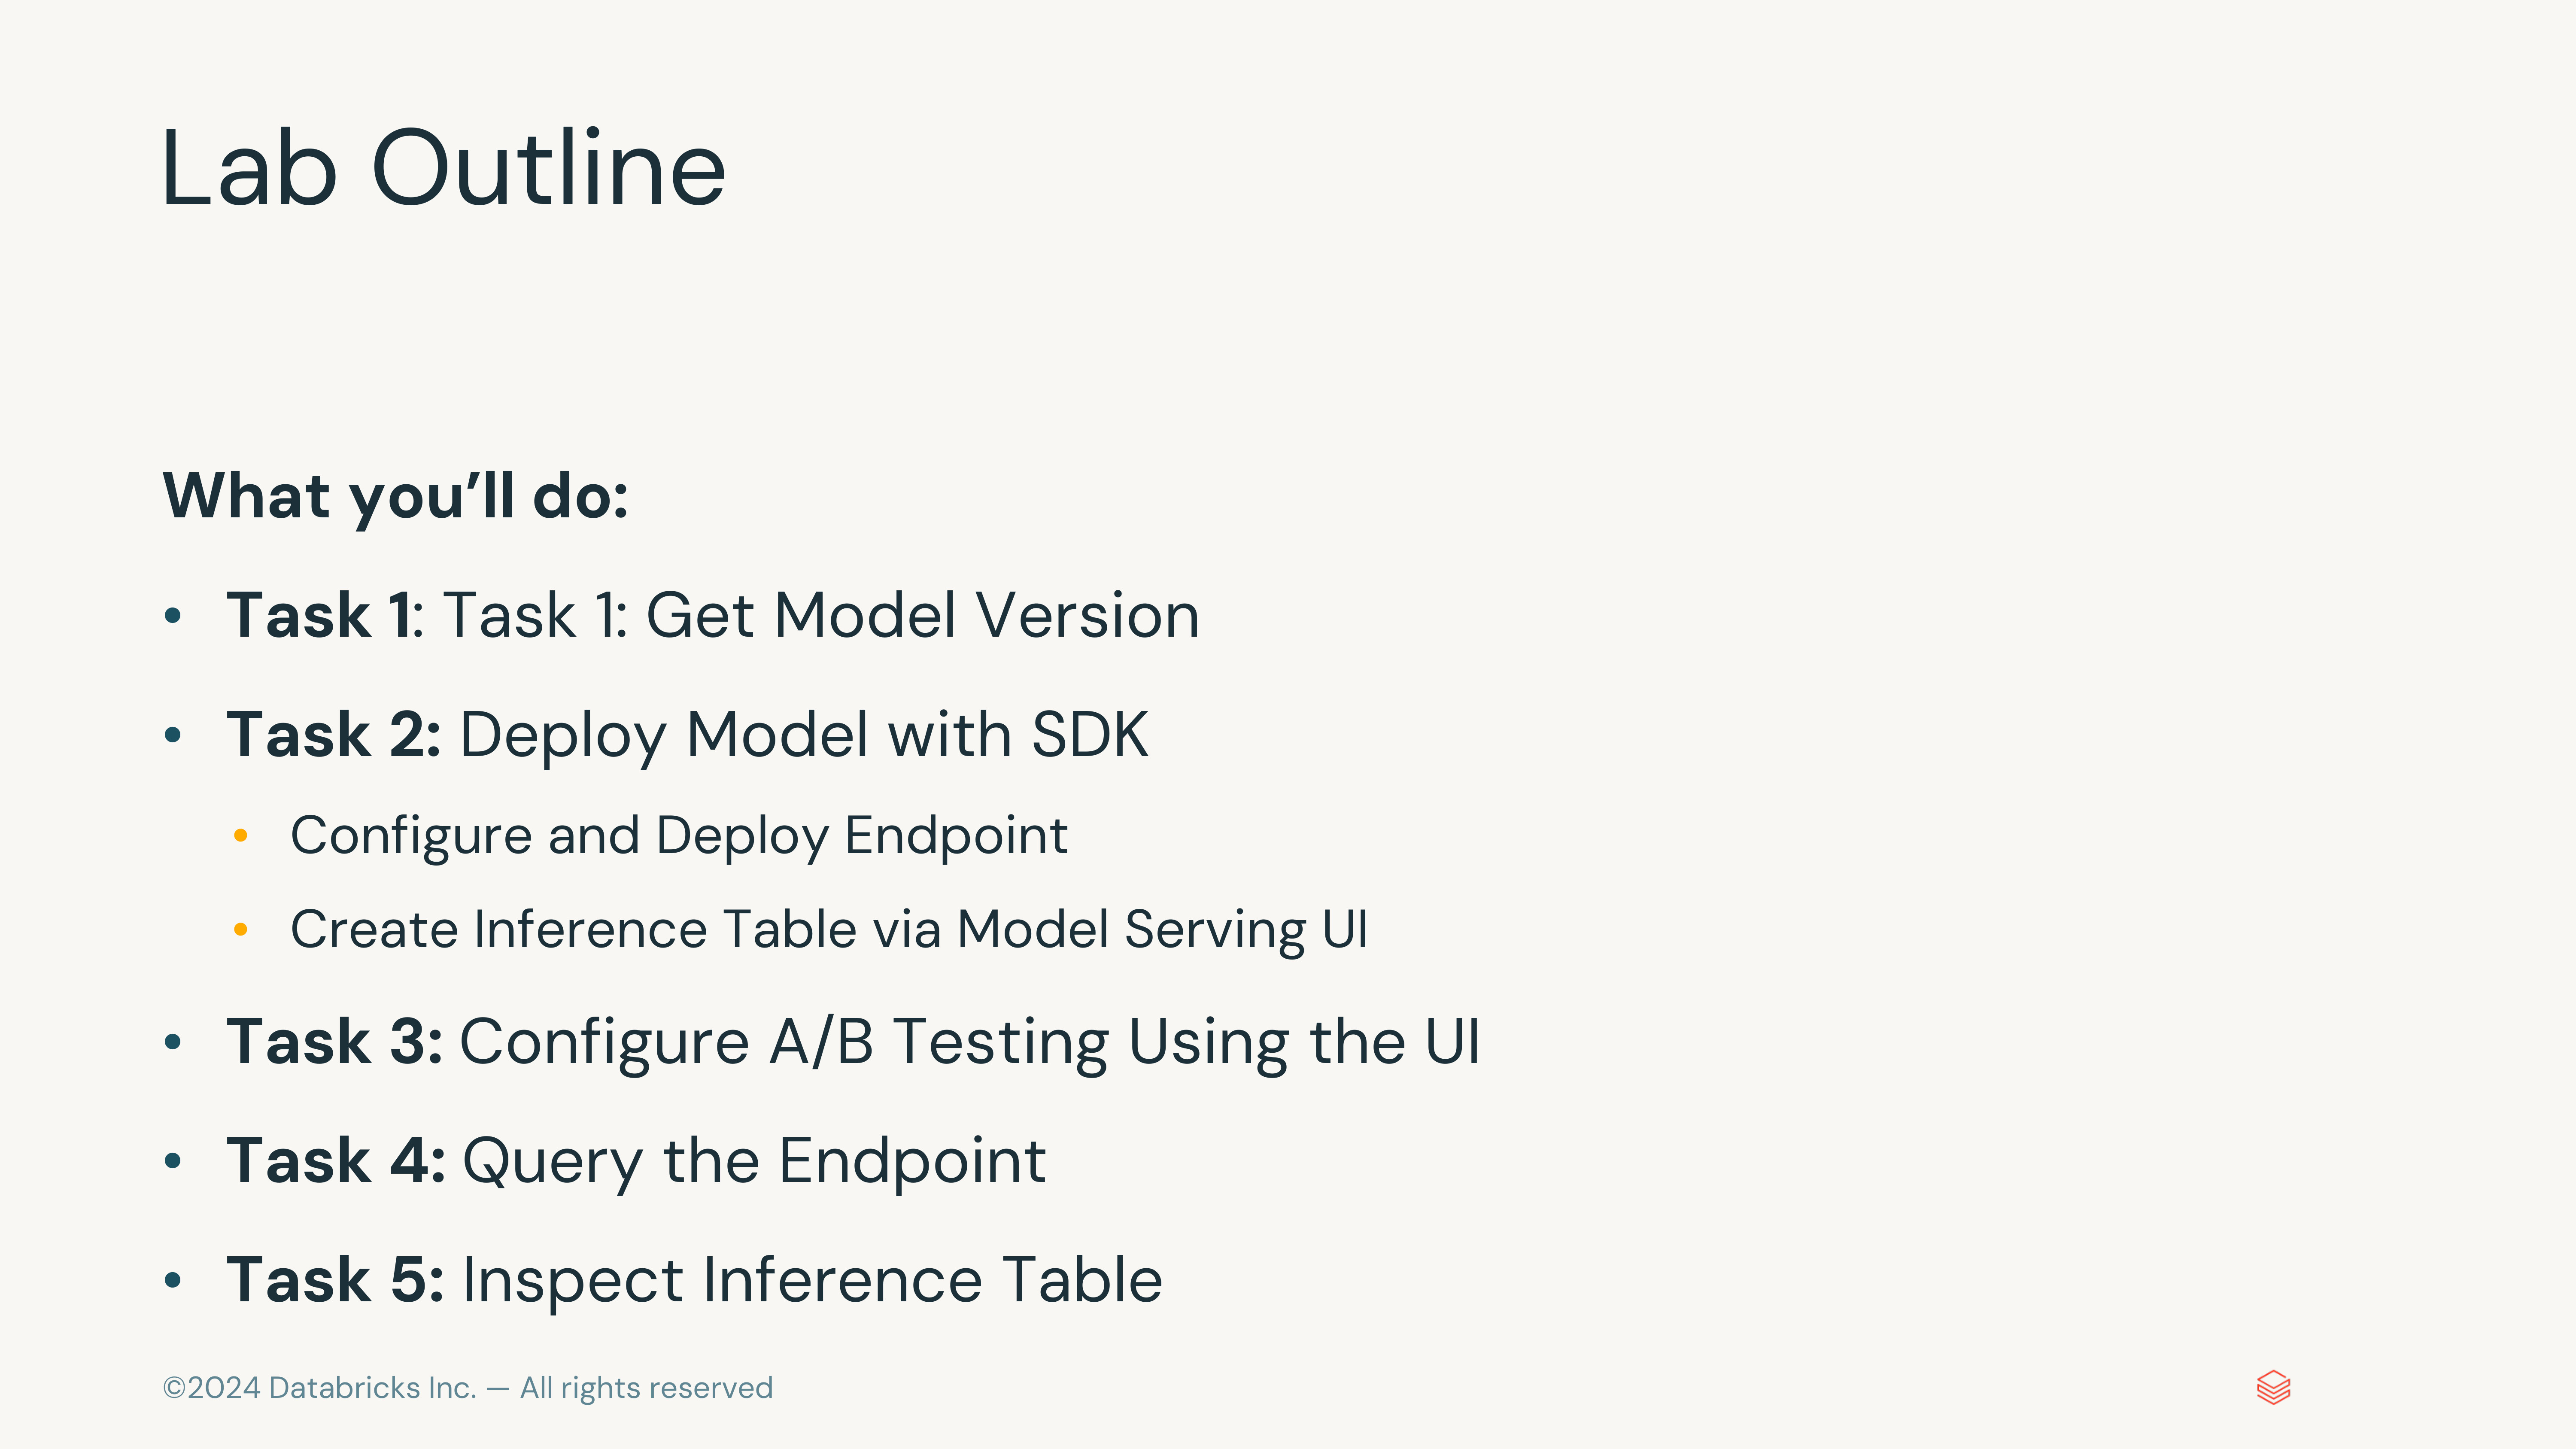 Lab Outline
What you’ll do:
• Task 1: Task 1: Get Model Version
• Task 2: Deploy Model with SDK
• Configure and Deploy Endpoint
• Create Inference Table via Model Serving UI
• Task 3: Configure A/B Testing Using the UI
• Task 4: Query the Endpoint
• Task 5: Inspect Inference Table
©2024 Databricks Inc. — All rights reserved